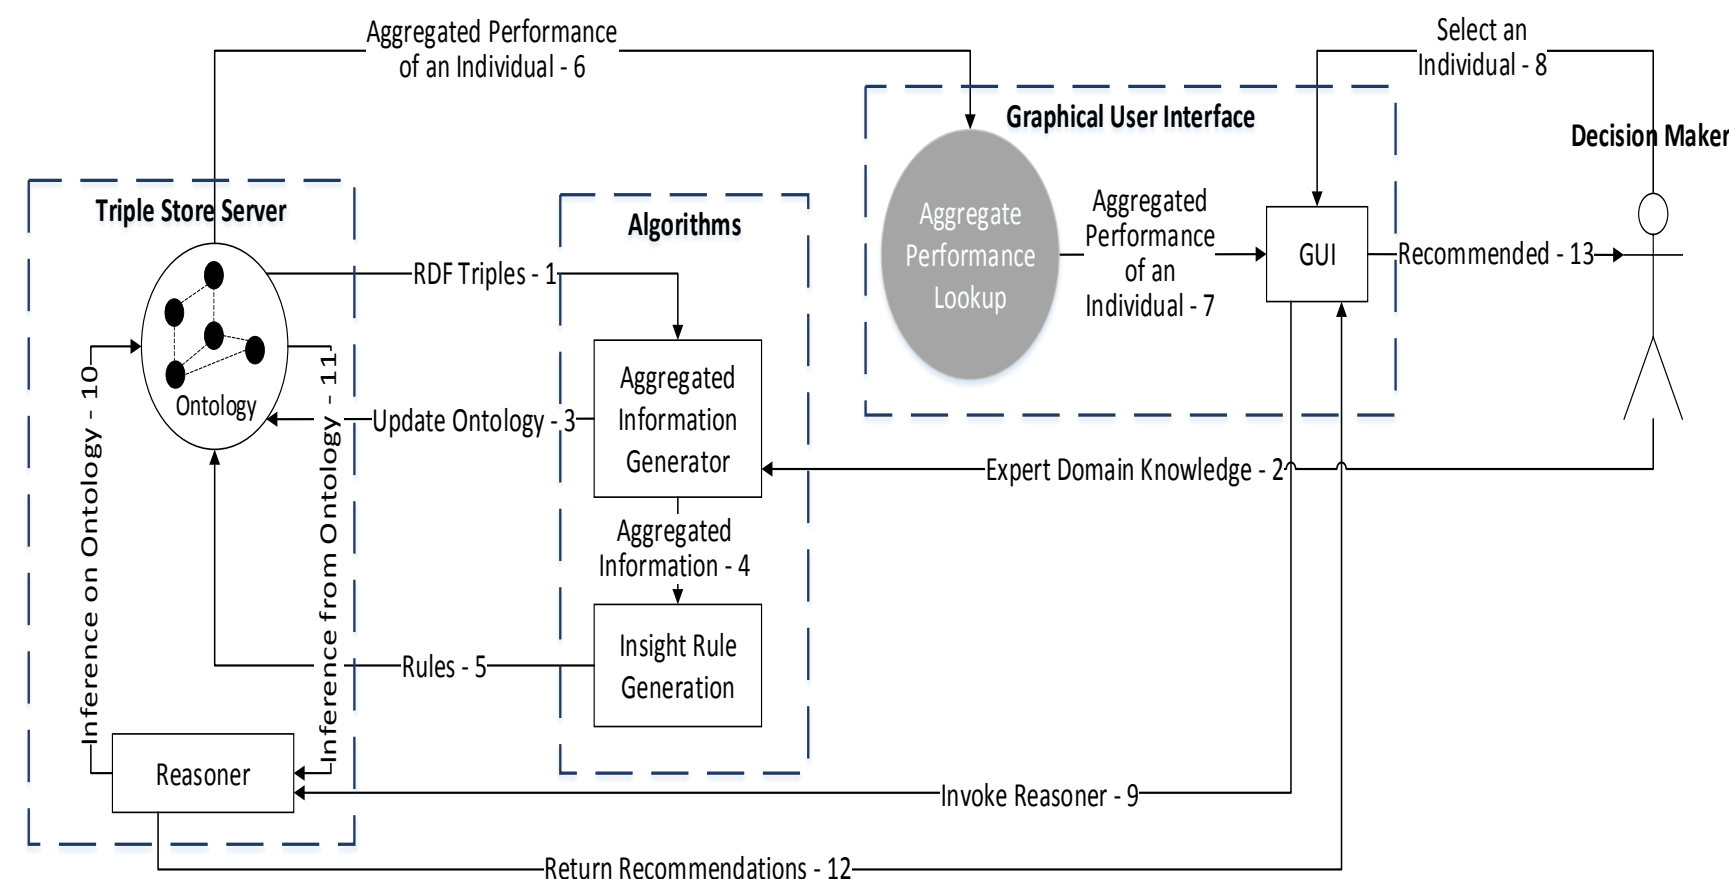 Aggregated Performance
of an Individual - 6
Select an
Individual - 8
Graphical User Interface
Decision Maker
Triple Store Server
Algorithms
Aggregate
Performance
Lookup
Aggregated
Performance
of an
Individual - 7
GUI
Recommended - 13
RDF Triples - 1
Ontology
Inference on Ontology - 10
Inference from Ontology - 11
Update Ontology - 3
Aggregated
Information
Generator
Expert Domain Knowledge - 2
Aggregated
Information - 4
Insight Rule
Generation
Rules - 5
Reasoner
Invoke Reasoner - 9
Return Recommendations - 12